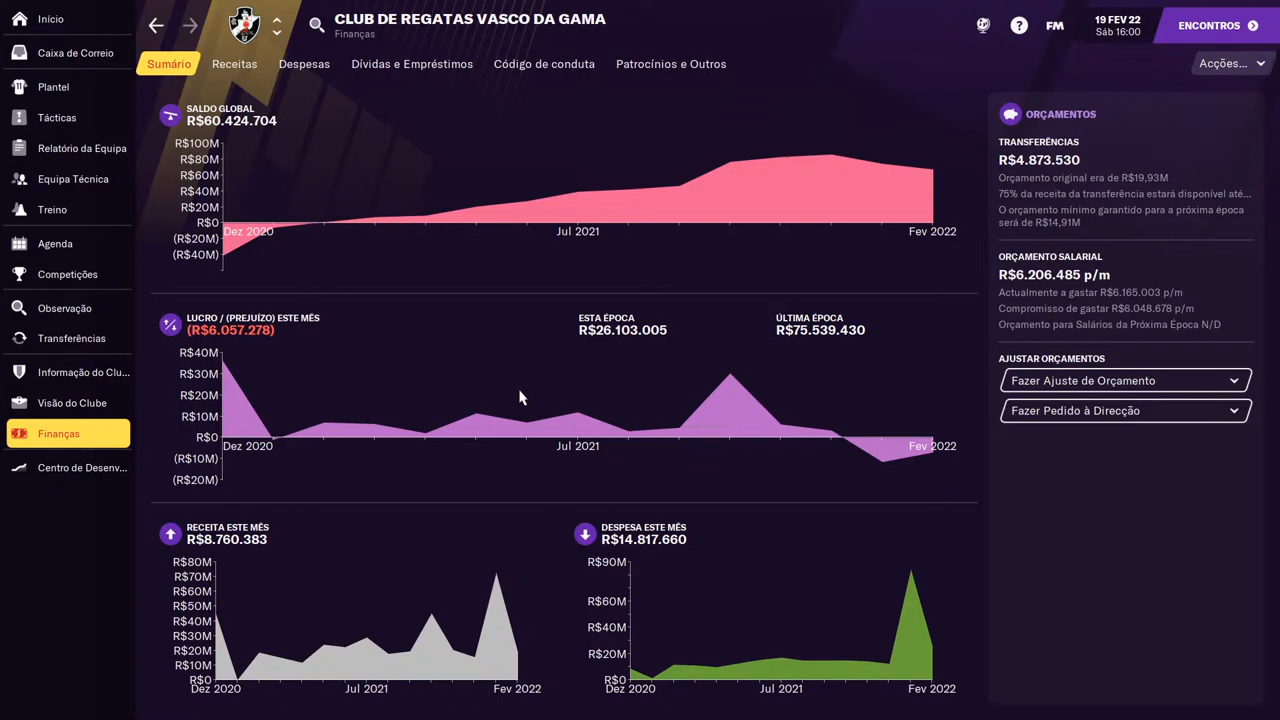 Início
Caixa de Correio
Plantel
Tácticas
Relatório da Equipa
Equipa Técnica
Treino
Agenda
Competições
Observação
Transferências
Informação do Clu...
Visão do Clube
Finanças
Centro de Desenv...
CLUB DE REGATAS VASCO DA GAMA
Finanças
FM
19 FEV 22
Sáb 16:00
ENCONTROS
Sumário
Receitas
Despesas
Dívidas e Empréstimos
Código de conduta
Patrocínios e Outros
Acções...
SALDO GLOBAL
R$60.424.704
R$100M
R$80M
R$60M
R$40M
R$20M
R$0
(R$20M)
(R$40M)
Dez 2020
Jul 2021
Fev 2022
LUCRO / (PREJUÍZO) ESTE MÊS
(R$6.057.278)
ESTA ÉPOCA
R$26.103.005
ÚLTIMA ÉPOCA
R$75.539.430
R$40M
R$30M
R$20M
R$10M
R$0
(R$10M)
(R$20M)
Dez 2020
Jul 2021
Fev 2022
RECEITA ESTE MÊS
R$8.760.383
R$80M
R$70M
R$60M
R$50M
R$40M
R$30M
R$20M
R$10M
R$0
Dez 2020
Jul 2021
Fev 2022
DESPESA ESTE MÊS
R$14.817.660
R$90M
R$60M
R$40M
R$20M
R$0
Dez 2020
Jul 2021
Fev 2022
ORÇAMENTOS
TRANSFERÊNCIAS
R$4.873.530
Orçamento original era de R$19,93M
75% da receita da transferência estará disponível até...
O orçamento mínimo garantido para a próxima época
será de R$14,91M
ORÇAMENTO SALARIAL
R$6.206.485 p/m
Actualmente a gastar R$6.165.003 p/m
Compromisso de gastar R$6.048.678 p/m
Orçamento para Salários da Próxima Época N/D
AJUSTAR ORÇAMENTOS
Fazer Ajuste de Orçamento
Fazer Pedido à Direcção